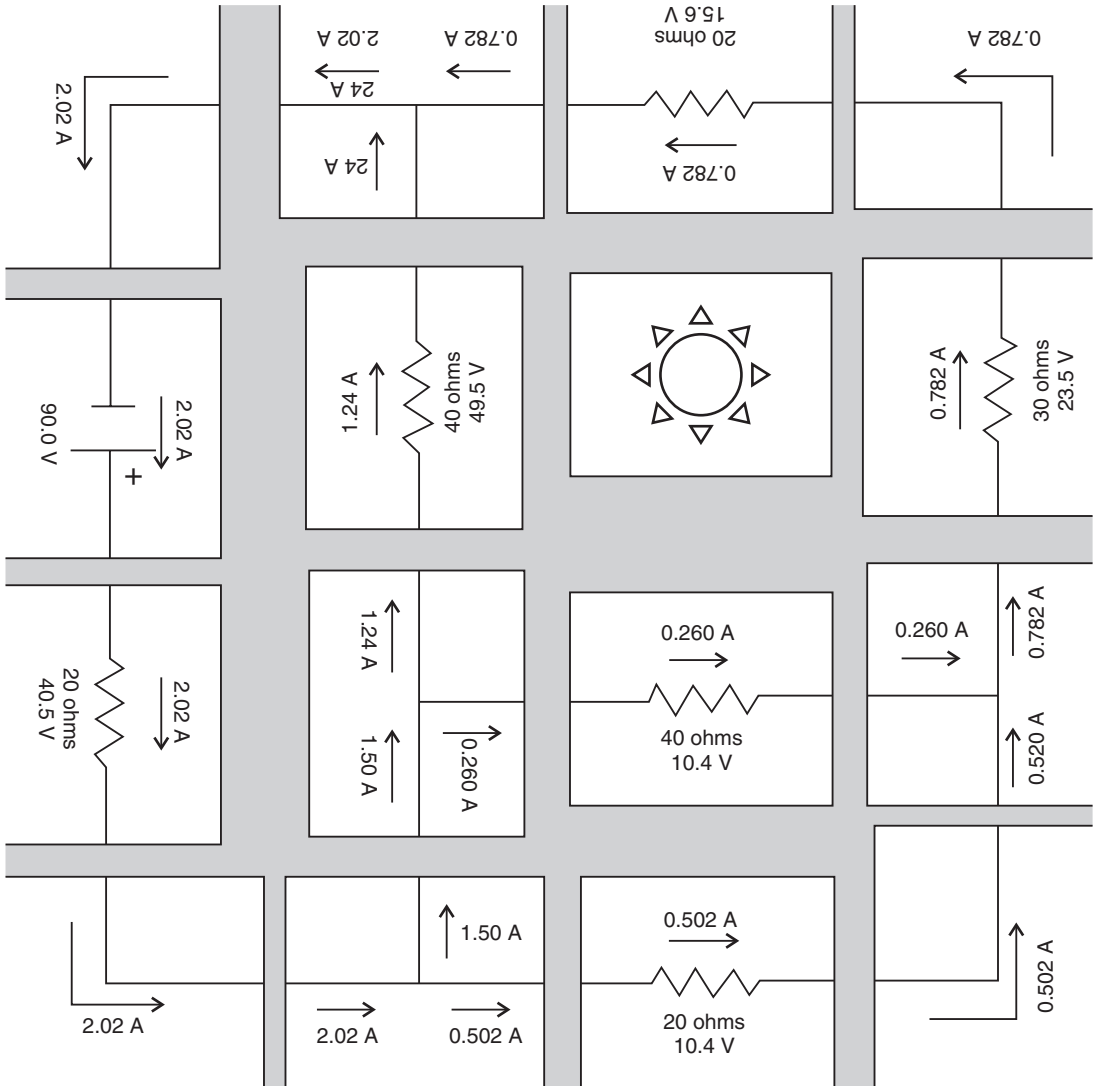 2.02 A
2.02 A
24 A
24 A
0.782 A
20 ohms
15.6 V
0.782 A
0.782 A
90.0 V
2.02 A
+
1.24 A
40 ohms
49.5 V
0.782 A
30 ohms
23.5 V
20 ohms
40.5 V
2.02 A
1.24 A
1.50 A
0.260 A
0.260 A
40 ohms
10.4 V
0.260 A
0.782 A
0.520 A
2.02 A
1.50 A
2.02 A
0.502 A
0.502 A
20 ohms
10.4 V
0.502 A